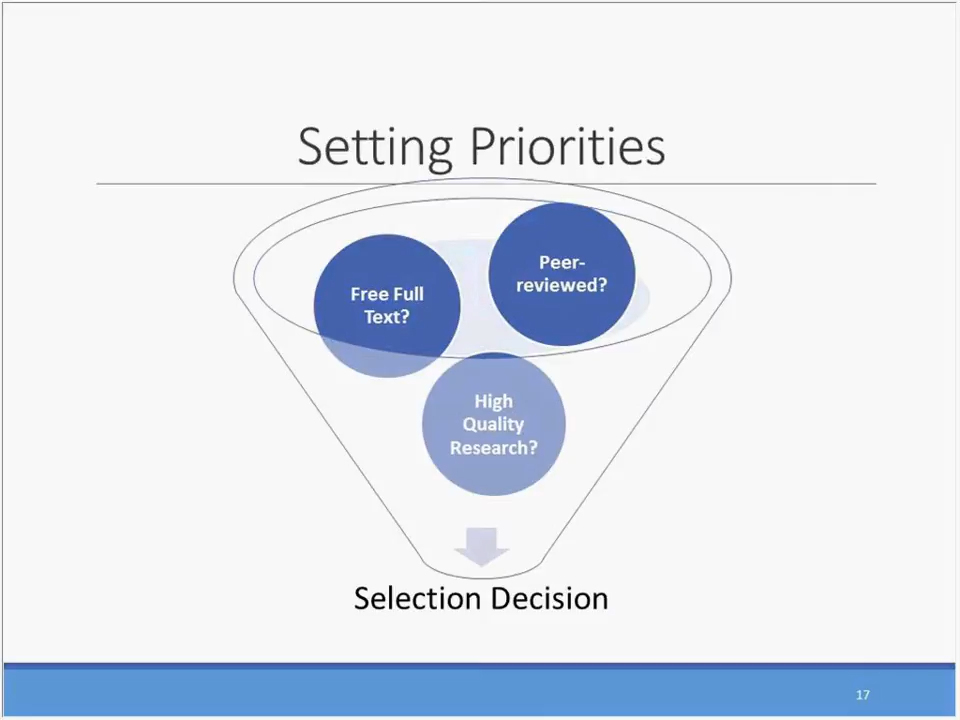 Setting Priorities
Peer-
reviewed?
Free Full
Text?
High
Quality
Research?
Selection Decision
17